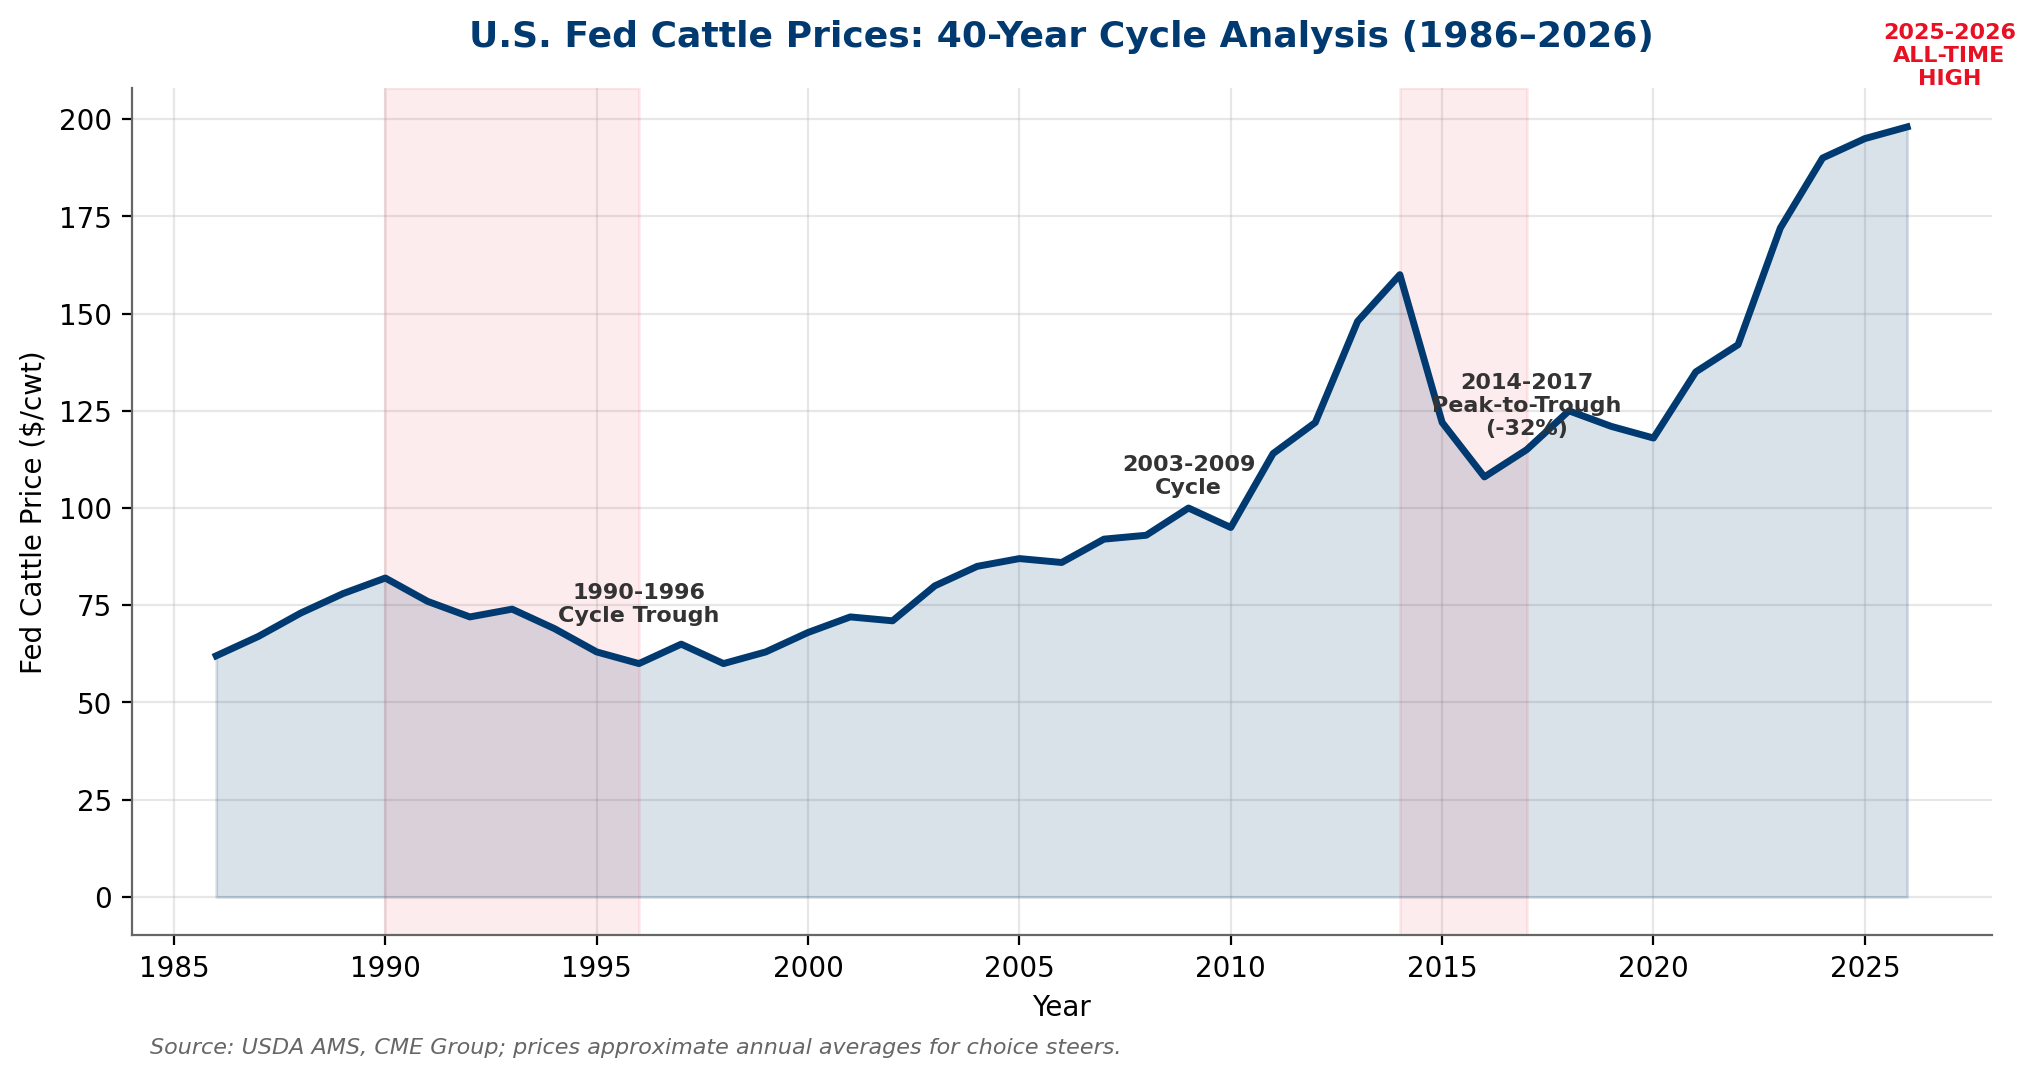 U.S. Fed Cattle Prices: 40-Year Cycle Analysis (1986–2026)
2025-2026
ALL-TIME
HIGH
Fed Cattle Price ($/cwt)
200
175
150
125
100
75
50
25
0
1990-1996
Cycle Trough
2003-2009
Cycle
2014-2017
Peak-to-Trough
(-32%)
1985
1990
1995
2000
2005
2010
2015
2020
2025
Year
Source: USDA AMS, CME Group; prices approximate annual averages for choice steers.